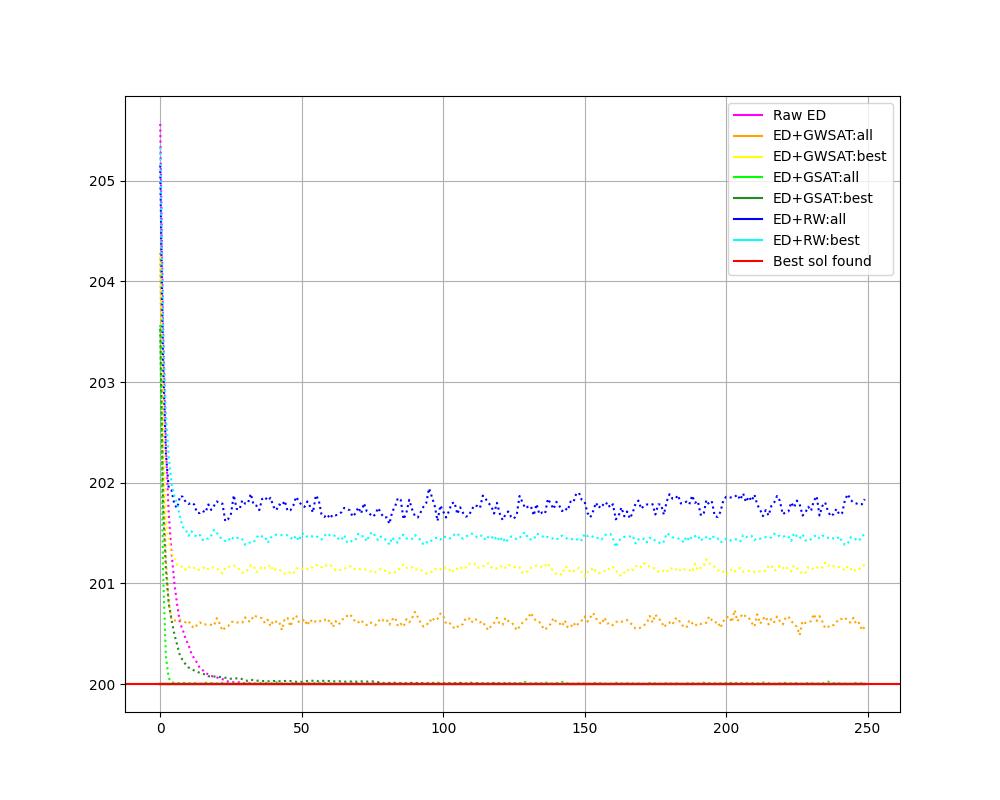 Raw ED
ED+GWSAT:all
ED+GWSAT:best
ED+GSAT:all
ED+GSAT:best
ED+RW:all
ED+RW:best
Best sol found
205
204
203
202
201
200
0 50 100 150 200 250